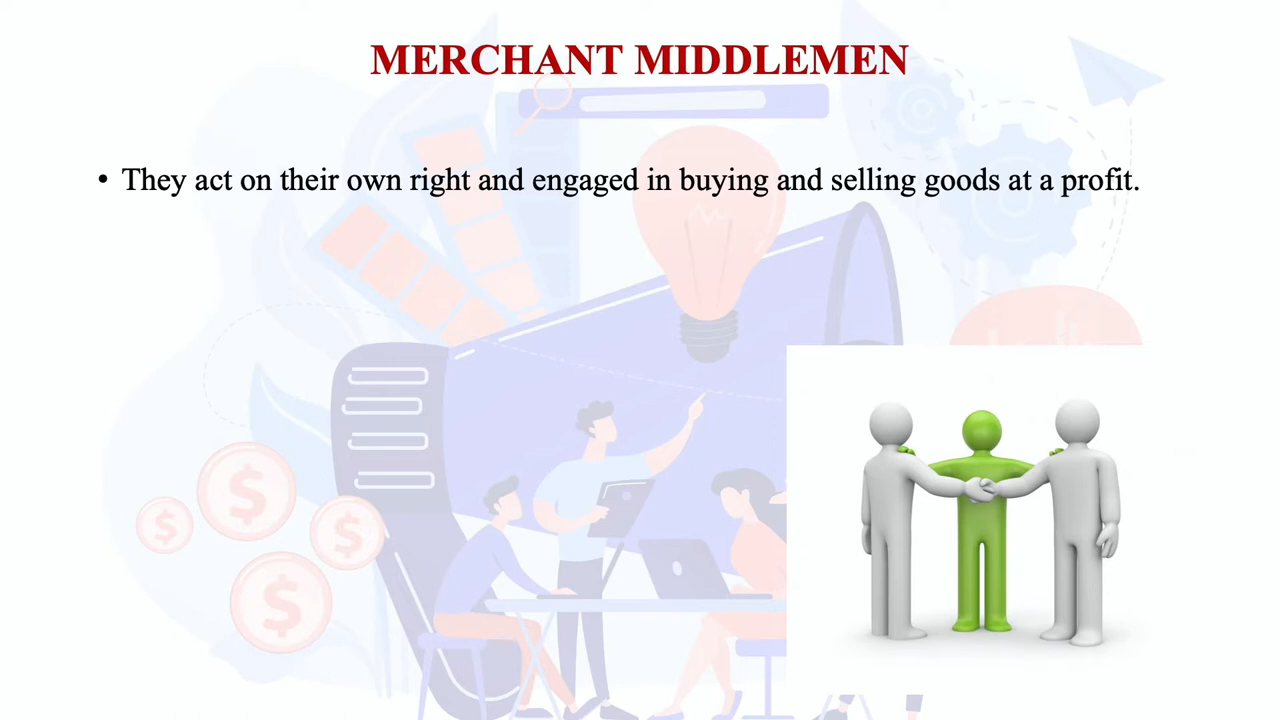 MERCHANT MIDDLEMEN
• They act on their own right and engaged in buying and selling goods at a profit.
$
$
$
$